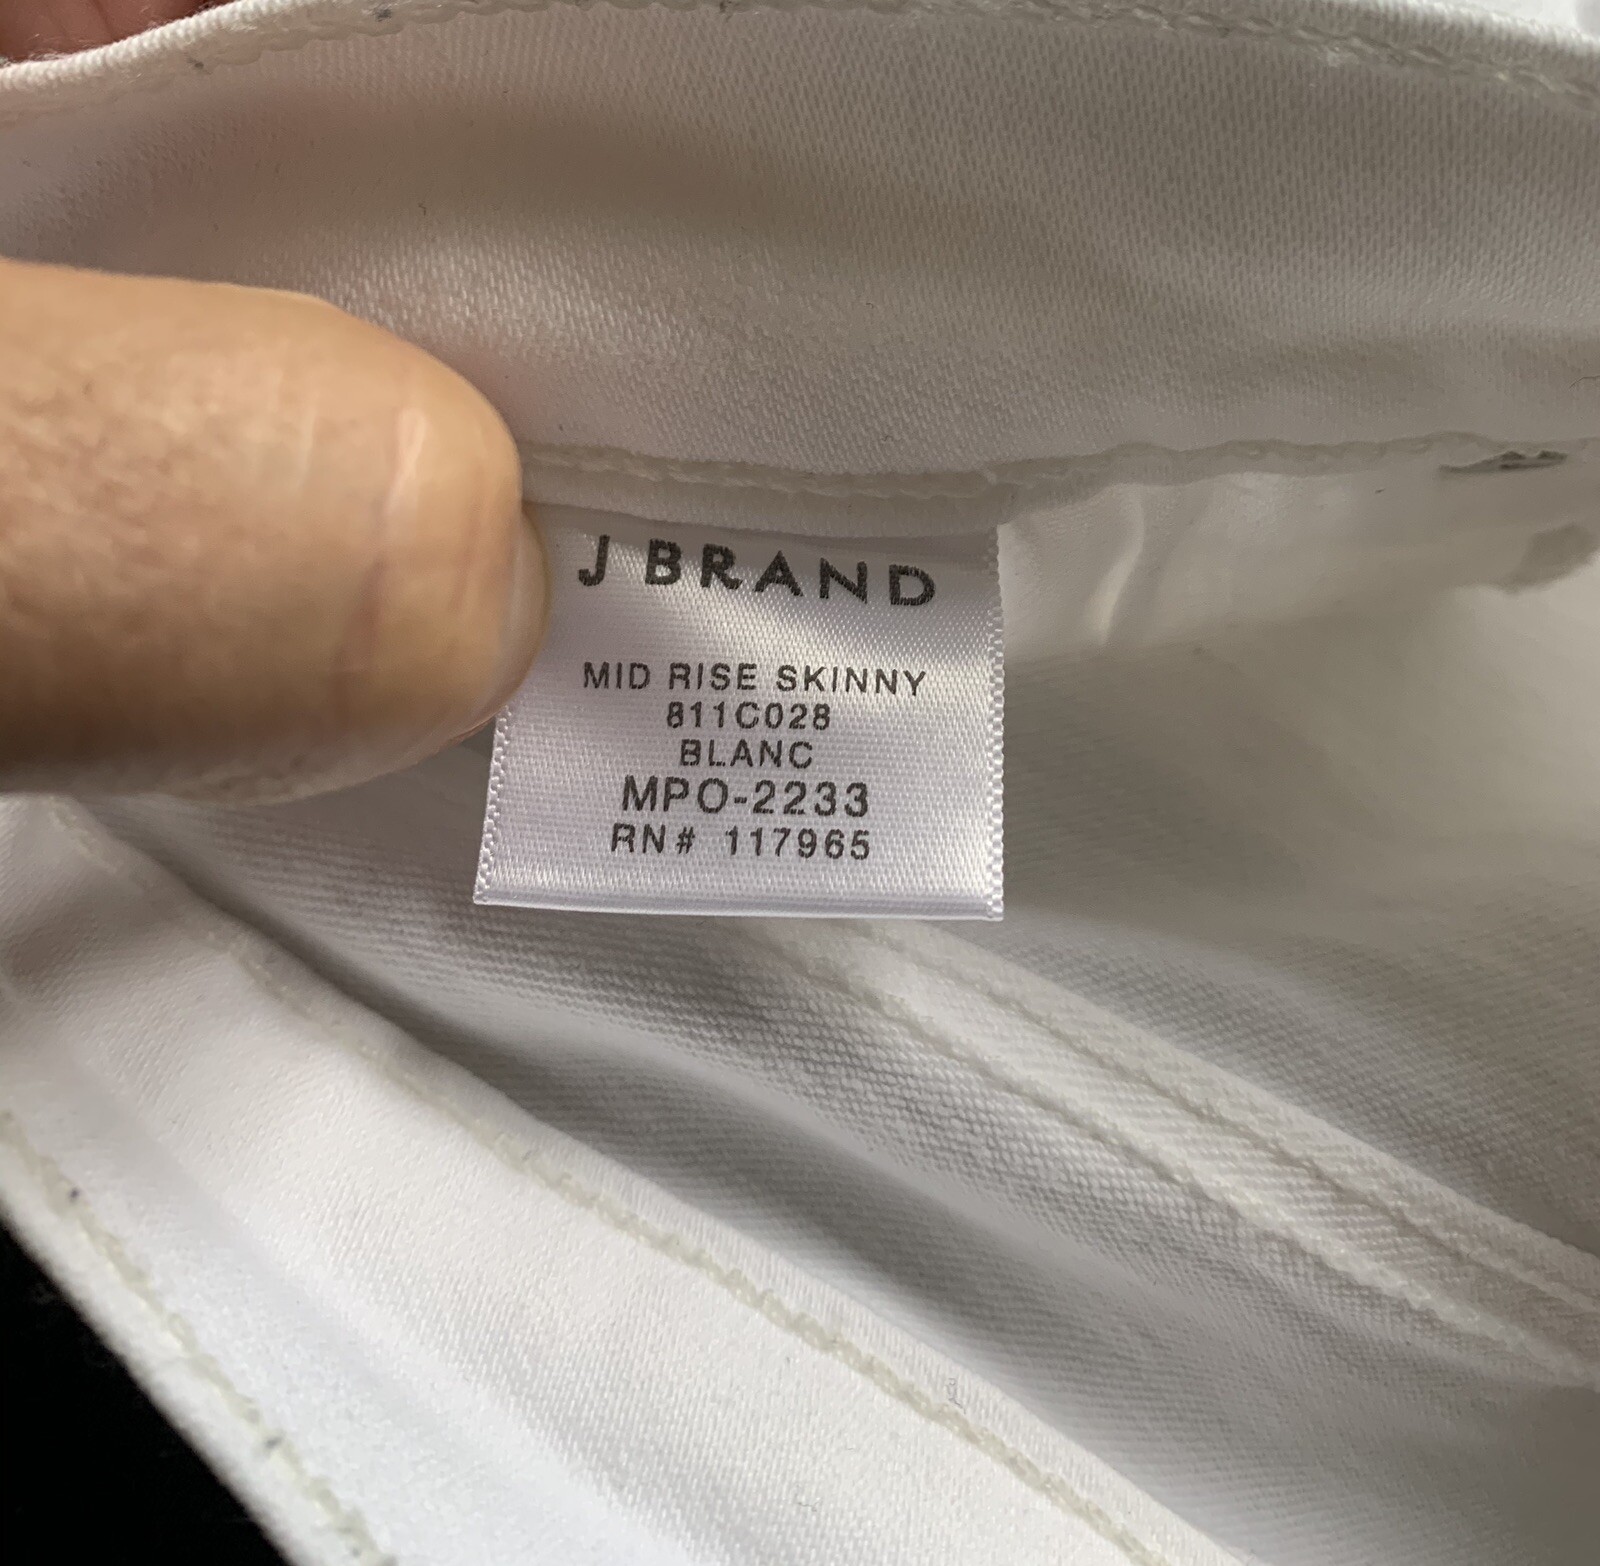 J BRAND
MID RISE SKINNY
811C028
BLANC
MPO-2233
RN# 117965